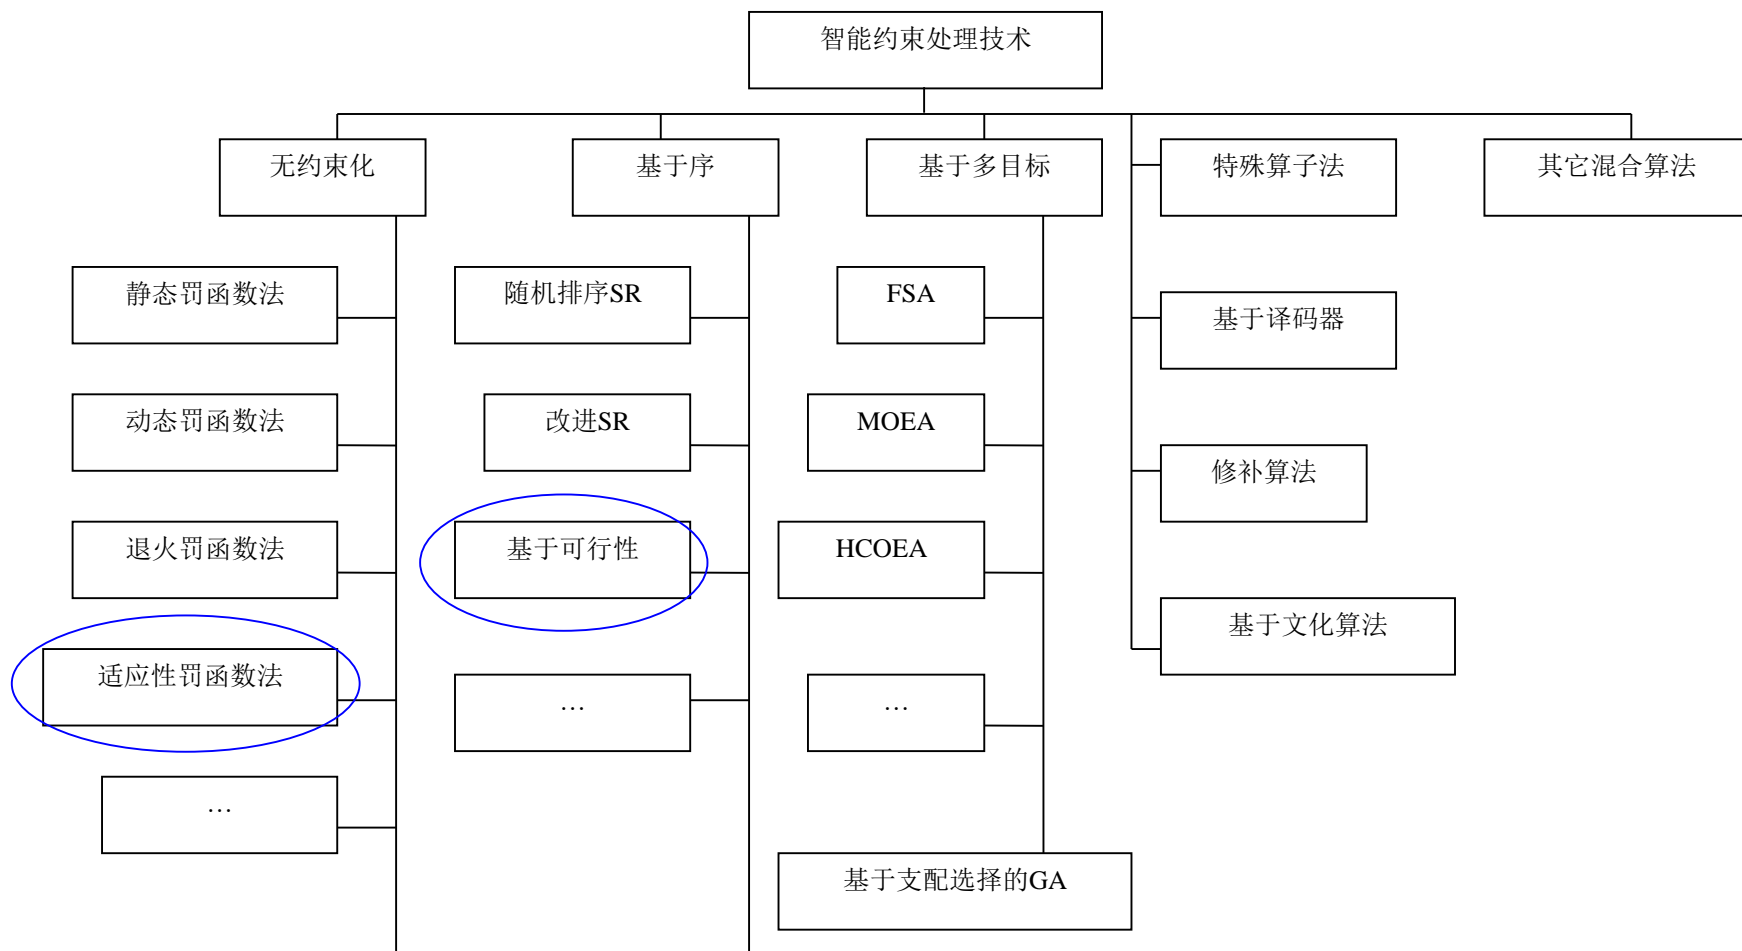 智能约束处理技术
无约束化
基于序
基于多目标
特殊算子法
其它混合算法
静态罚函数法
随机排序SR
FSA
基于译码器
动态罚函数法
改进SR
MOEA
修补算法
退火罚函数法
基于可行性
HCOEA
基于文化算法
适应性罚函数法
…
…
…
基于支配选择的GA